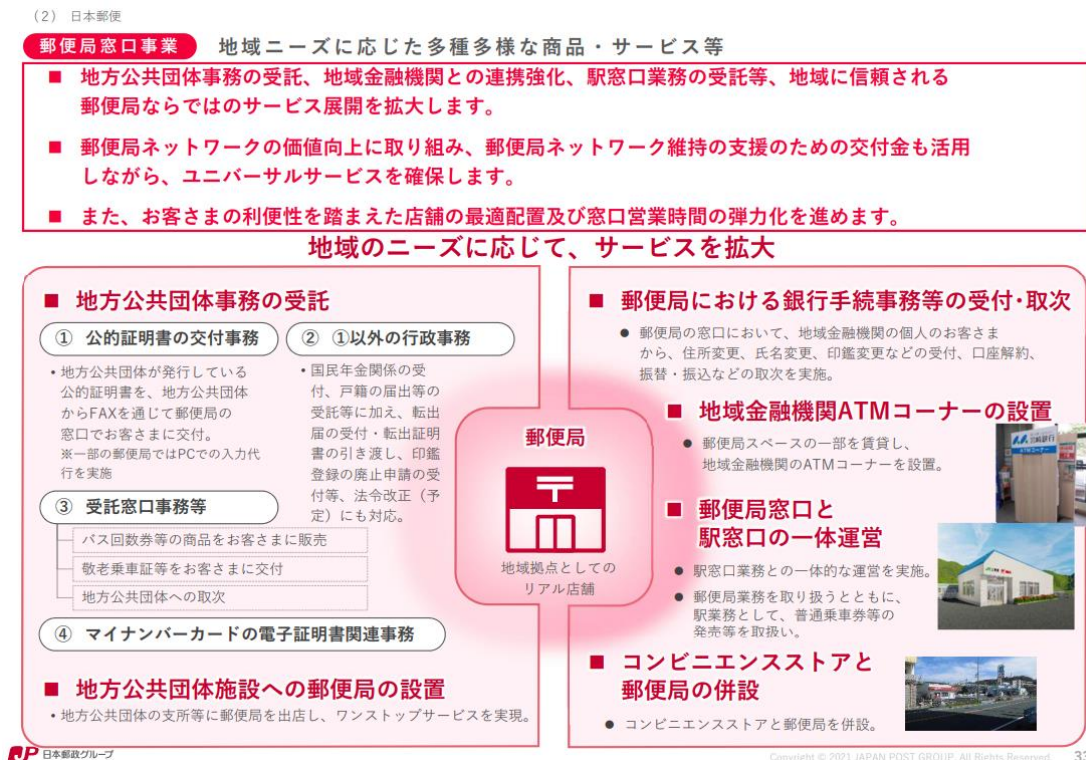 （2） 日本郵便
郵便局窓口事業 地域ニーズに応じた多種多様な商品・サービス等
■ 地方公共団体事務の受託、地域金融機関との連携強化、駅窓口業務の受託等、地域に信頼される
郵便局ならではのサービス展開を拡大します。
■ 郵便局ネットワークの価値向上に取り組み、郵便局ネットワーク維持の支援のための交付金も活用
しながら、ユニバーサルサービスを確保します。
■ また、お客さまの利便性を踏まえた店舗の最適配置及び窓口営業時間の弾力化を進めます。
地域のニーズに応じて、サービスを拡大
■ 地方公共団体事務の受託
① 公的証明書の交付事務
• 地方公共団体が発行している
公的証明書を、地方公共団体
からFAXを通じて郵便局の
窓口でお客さまに交付。
※一部の郵便局ではPCでの入力代
行を実施
② ①以外の行政事務
• 国民年金関係の受
付、戸籍の届出等の
受託等に加え、転出
届の受付・転出証明
書の引き渡し、印鑑
登録の廃止申請の受
付等、法令改正（予
定）にも対応。
③ 受託窓口事務等
バス回数券等の商品をお客さまに販売
敬老乗車証等をお客さまに交付
地方公共団体への取次
④ マイナンバーカードの電子証明書関連事務
■ 地方公共団体施設への郵便局の設置
• 地方公共団体の支所等に郵便局を出店し、ワンストップサービスを実現。
郵便局
地域拠点としての
リアル店舗
■ 郵便局における銀行手続事務等の受付・取次
● 郵便局の窓口において、地域金融機関の個人のお客さま
から、住所変更、氏名変更、印鑑変更などの受付、口座解約、
振替・振込などの取次を実施。
■ 地域金融機関ATMコーナーの設置
● 郵便局スペースの一部を賃貸し、
地域金融機関のATMコーナーを設置。
ATMコーナー
■ 郵便局窓口と
駅窓口の一体運営
● 駅窓口業務との一体的な運営を実施。
● 郵便局業務を取り扱うとともに、
駅業務として、普通乗車券等の
発売等を取扱い。
■ コンビニエンスストアと
郵便局の併設
● コンビニエンスストアと郵便局を併設。
JP 日本郵政グループ
Copyright © 2021 JAPAN POST GROUP. All Rights Reserved. 33